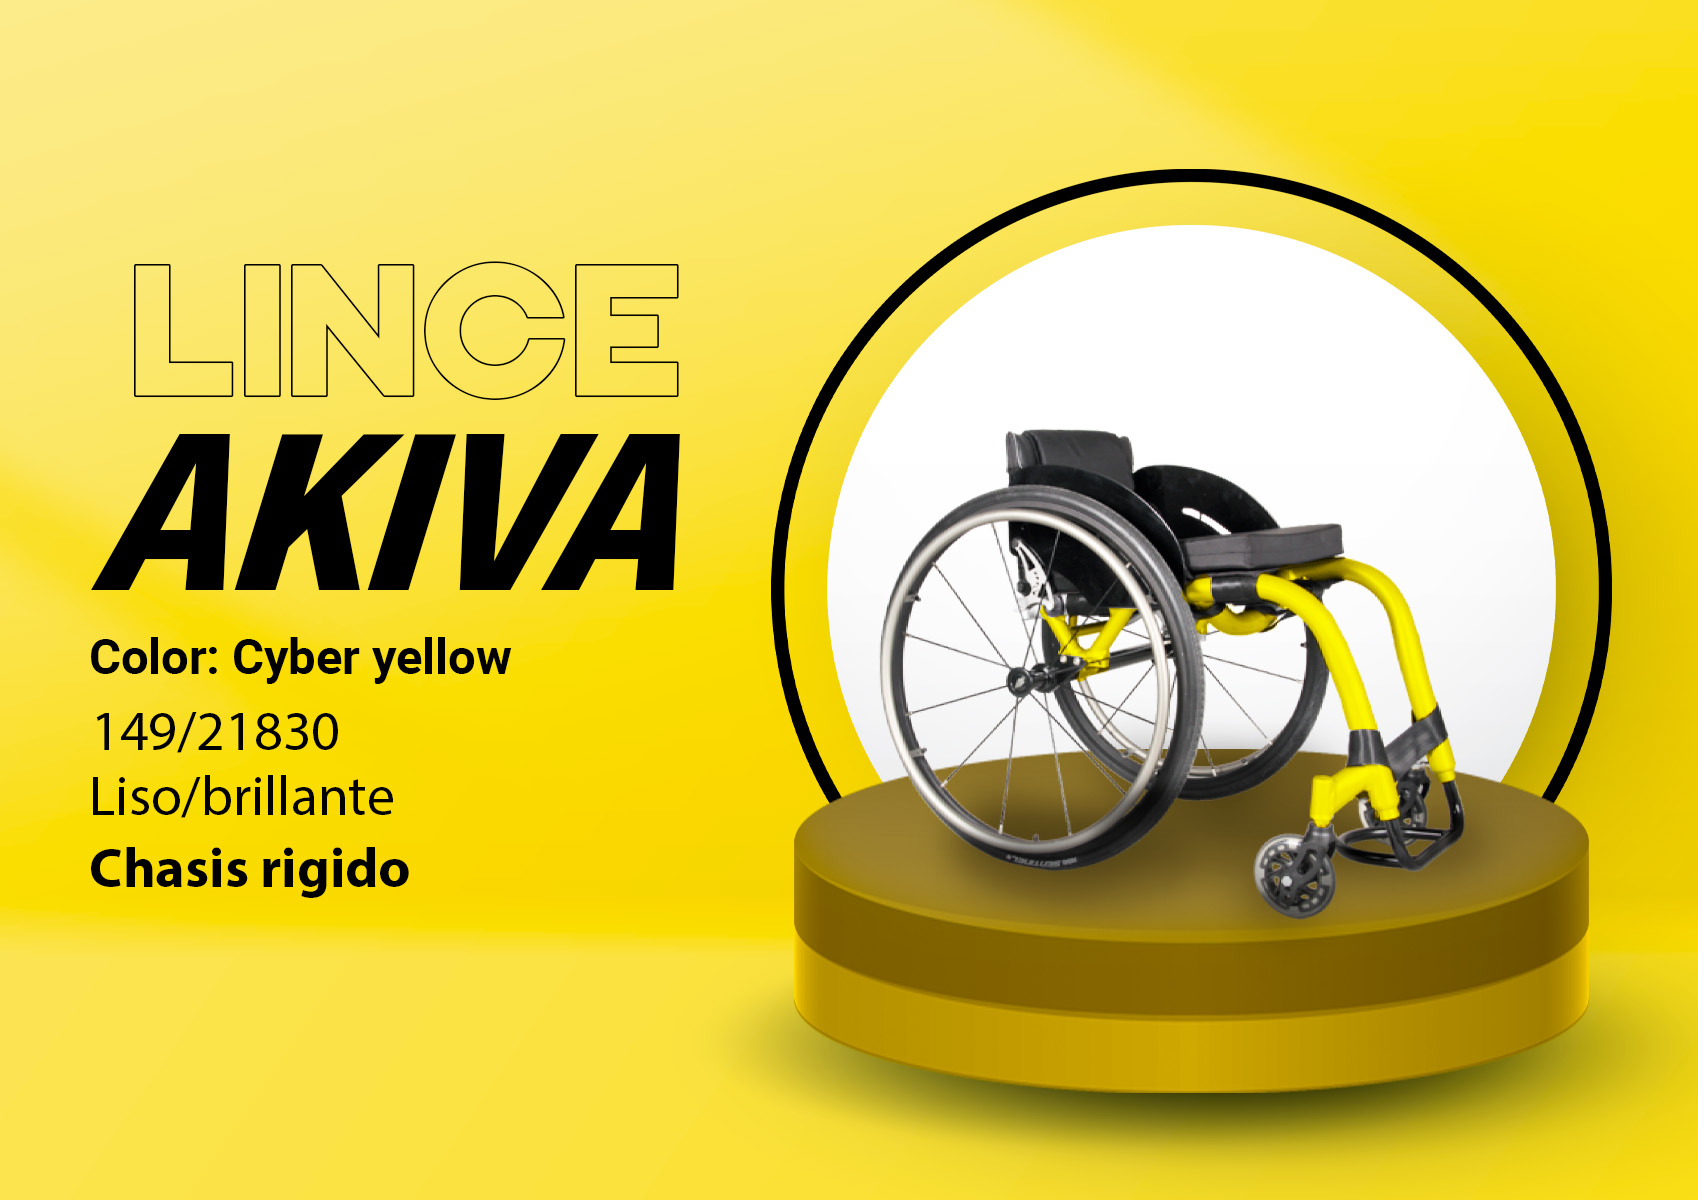 LINCE
AKIVA
Color: Cyber yellow
149/21830
Liso/brillante
Chasis rigido